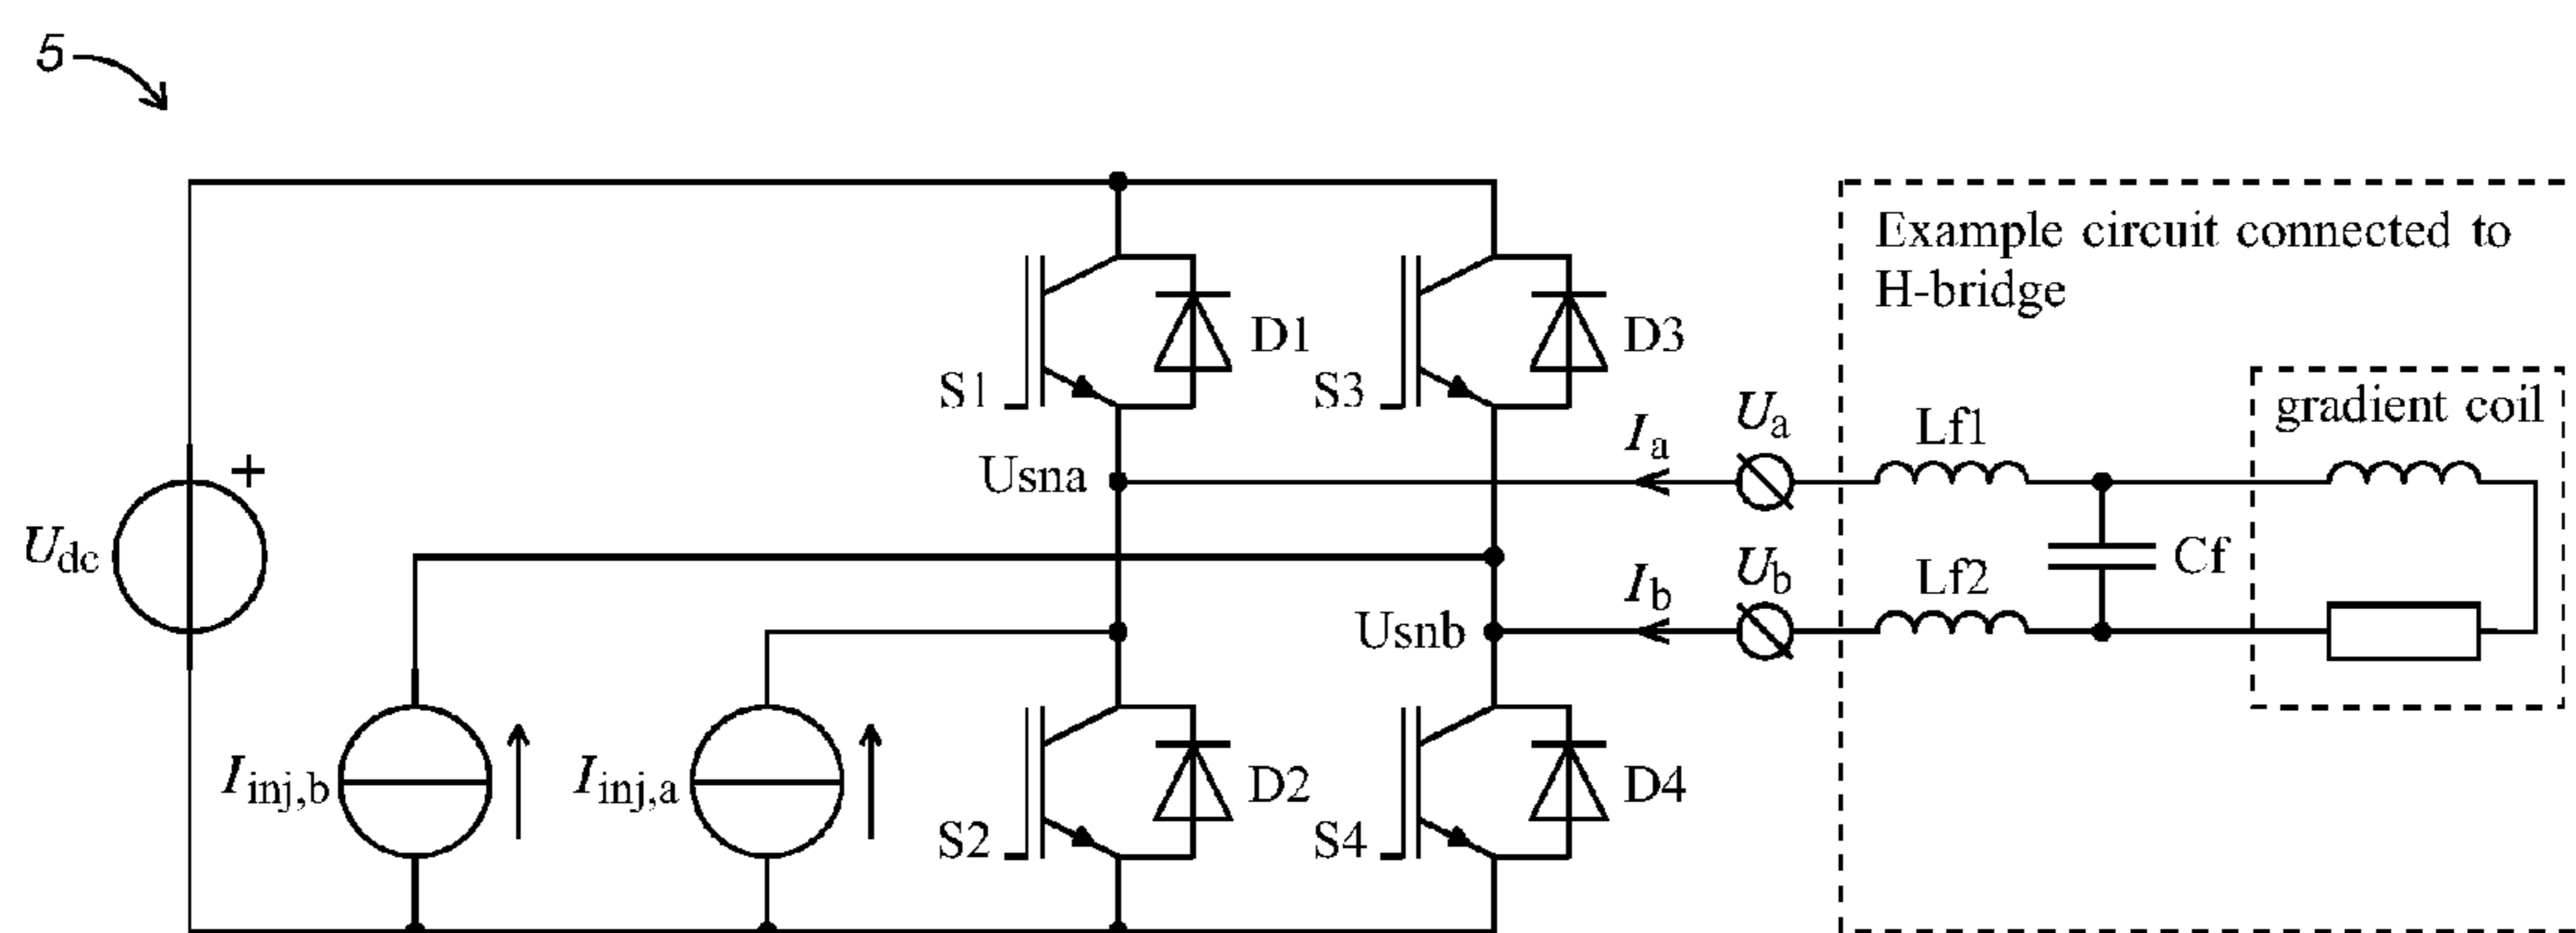 5
Example circuit connected to
H-bridge
D1
D3
S1
S3
gradient coil
Ua
Ia
Lf1
Usna
+
Udc
Ub
Ib
Lf2
Cf
Usnb
Iinj,b
Iinj,a
D2
D4
S2
S4